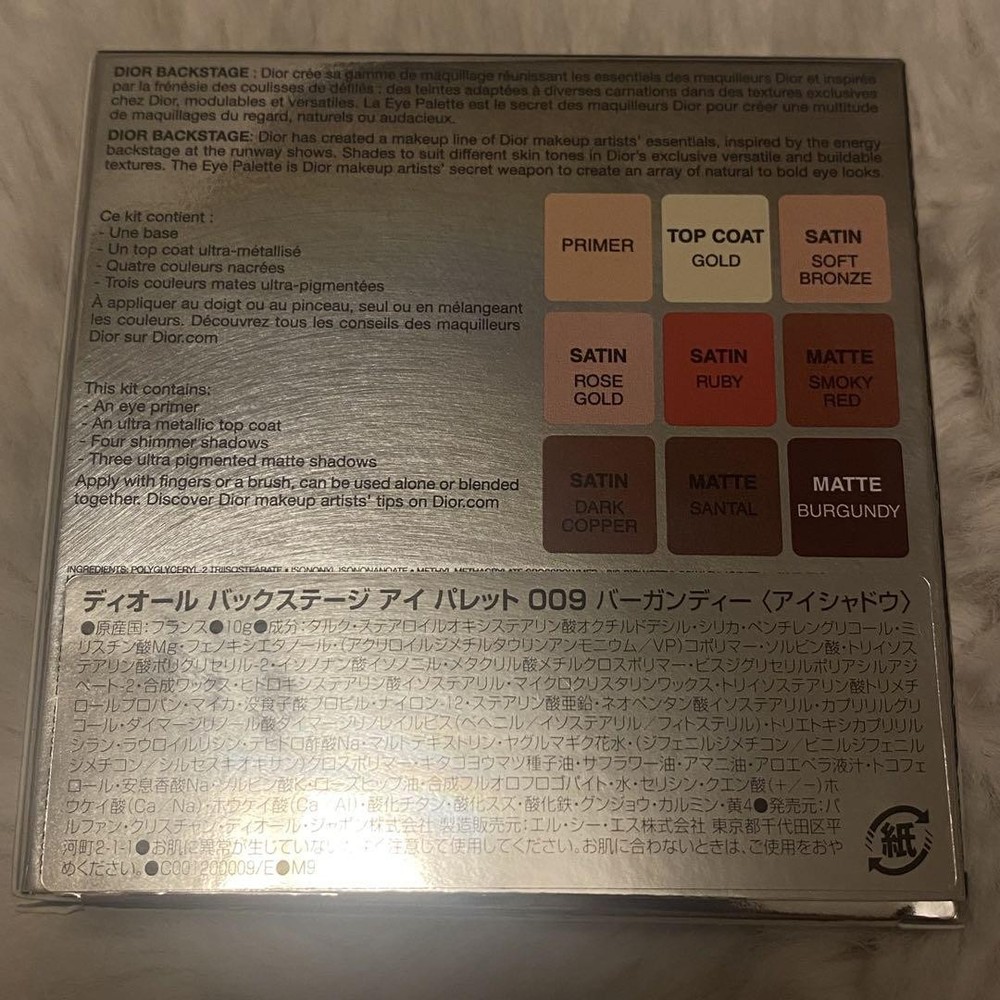 DIOR BACKSTAGE : Dior crée sa gamme de maquillage réunissant les essentiels des maquilleurs Dior et inspirée
par la frénésie des coulisses de défilés : des teintes adaptées à diverses carnations dans des textures exclusives
chez Dior, modulables et versatiles. La Eye Palette est le secret des maquilleurs Dior pour créer une multitude
de maquillages du regard, naturels ou audacieux.
DIOR BACKSTAGE: Dior has created a makeup line of Dior makeup artists' essentials, inspired by the energy
backstage at the runway shows. Shades to suit different skin tones in Dior's exclusive versatile and buildable
textures. The Eye Palette is Dior makeup artists' secret weapon to create an array of natural to bold eye looks.
Ce kit contient :
- Une base
- Un top coat ultra-métallisé
- Quatre couleurs nacrées
- Trois couleurs mates ultra-pigmentées
À appliquer au doigt ou au pinceau, seul ou en mélangeant
les couleurs. Découvrez tous les conseils des maquilleurs
Dior sur Dior.com
This kit contains:
- An eye primer
- An ultra metallic top coat
- Four shimmer shadows
- Three ultra pigmented matte shadows
Apply with fingers or a brush, can be used alone or blended
together. Discover Dior makeup artists' tips on Dior.com
PRIMER
TOP COAT
GOLD
SATIN
SOFT
BRONZE
SATIN
ROSE
GOLD
SATIN
RUBY
MATTE
SMOKY
RED
SATIN
DARK
COPPER
MATTE
SANTAL
MATTE
BURGUNDY
INGREDIENTS: POLYGLYCERYL-2 TRIISOSTEARATE • ISONONYL ISONONANOATE • METHYL METHACRYLATE CROSSPOLYMER
ディオール バックステージ アイ パレット 009 バーガンディー〈アイシャドウ〉
●原産国:フランス●10g●成分:タルク・ステアロイルオキシステアリン酸オクチルドデシル・シリカ・ペンチレングリコール・ミ
リスチン酸Mg・フェノキシエタノール・(アクリロイルジメチルタウリンアンモニウム/VP)コポリマー・ソルビン酸・トリイソス
テアリン酸ポリグリセリル-2・イソノナン酸イソノニル・メタクリル酸メチルクロスポリマー・ビスジグリセリルポリアシルアジ
ペート-2・合成ワックス・ヒドロキシステアリン酸イソステアリル・マイクロクリスタリンワックス・トリイソステアリン酸トリメチ
ロールプロパン・マイカ・没食子酸プロピル・ナイロン-12・ステアリン酸亜鉛・ネオペンタン酸イソステアリル・カプリリルグリ
コール・ダイマージリノール酸ダイマージリノレイルビス(ベヘニル/イソステアリル/フィトステリル)・トリエトキシカプリリル
シラン・ラウロイルリシン・デヒドロ酢酸Na・マルトデキストリン・ヤグルマギク花水・(ジフェニルジメチコン/ビニルジフェニル
ジメチコン/シルセスキオキサン)クロスポリマー・キタコヨウマツ種子油・サフラワー油・アマニ油・アロエベラ液汁・トコフェ
ロール・安息香酸Na・ソルビン酸K・ローズヒップ油・合成フルオロフロゴパイト・水・セリシン・クエン酸(+/−)ホ
ウケイ酸(Ca/Na)・ホウケイ酸(Ca/Al)・酸化チタン・酸化スズ・酸化鉄・グンジョウ・カルミン・黄4●発売元:パ
ルファン・クリスチャン・ディオール・ジャポン株式会社 製造販売元:エル・シー・エス株式会社 東京都千代田区平
河町2-1-1●お肌に異常が生じていないかよく注意して使用してください。お肌に合わないときは、ご使用をおや
めください。●C001200009/E●M9
紙